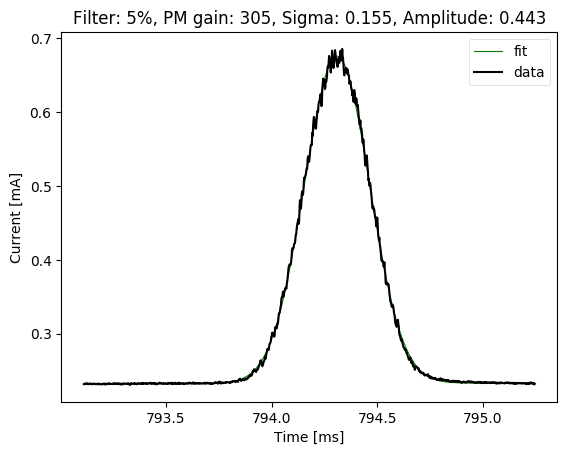 Filter: 5%, PM gain: 305, Sigma: 0.155, Amplitude: 0.443
fit
data
0.7
0.6
0.5
0.4
0.3
Current [mA]
793.5 794.0 794.5 795.0
Time [ms]